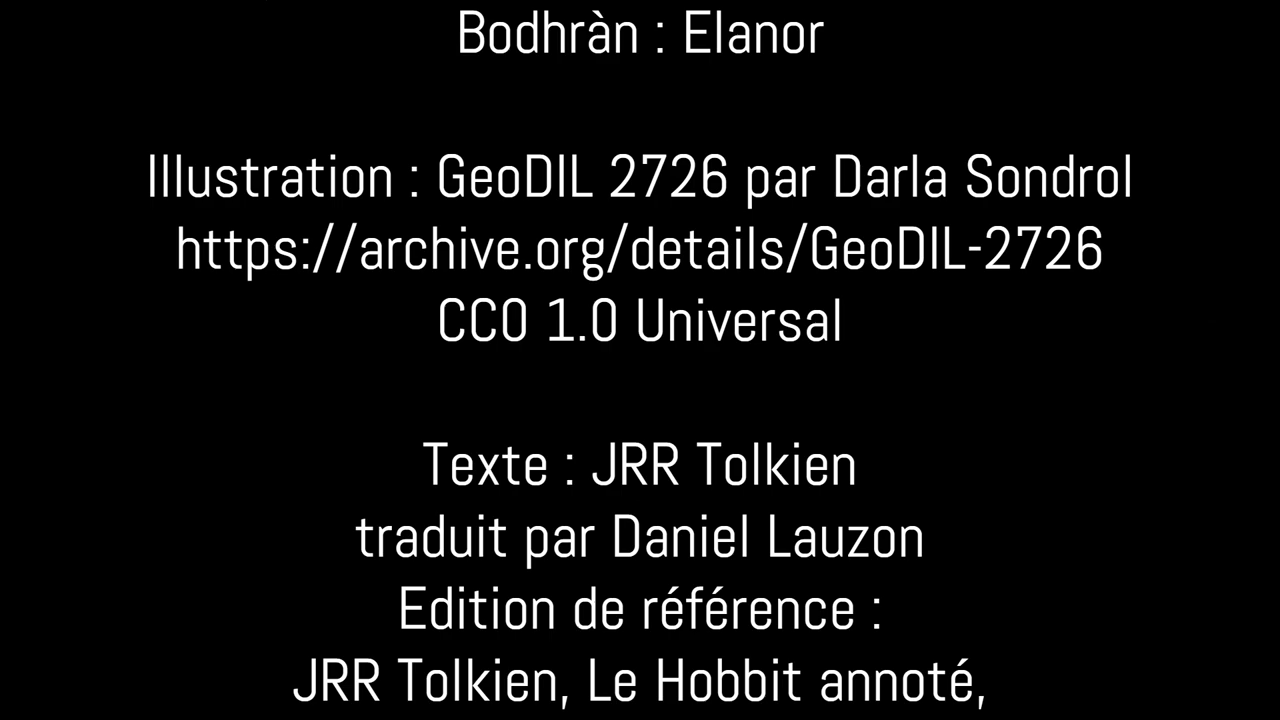 Bodhràn : Elanor
Illustration : GeoDIL 2726 par Darla Sondrol
https://archive.org/details/GeoDIL-2726
CC0 1.0 Universal
Texte : JRR Tolkien
traduit par Daniel Lauzon
Edition de référence :
JRR Tolkien, Le Hobbit annoté,